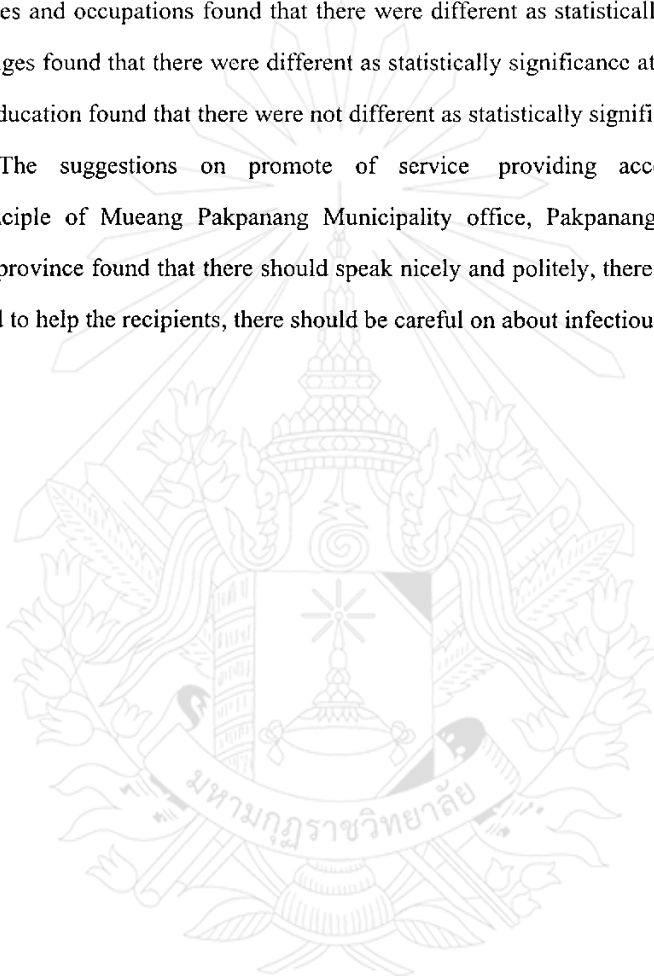 es and occupations found that there were different as statisticall
ges found that there were different as statistically significance at
ducation found that there were not different as statistically signifi
The suggestions on promote of service providing acc
ciple of Mueang Pakpanang Municipality office, Pakpanang
province found that there should speak nicely and politely, there
l to help the recipients, there should be careful on about infectiou
มหามกุฏราชวิทยาลัย